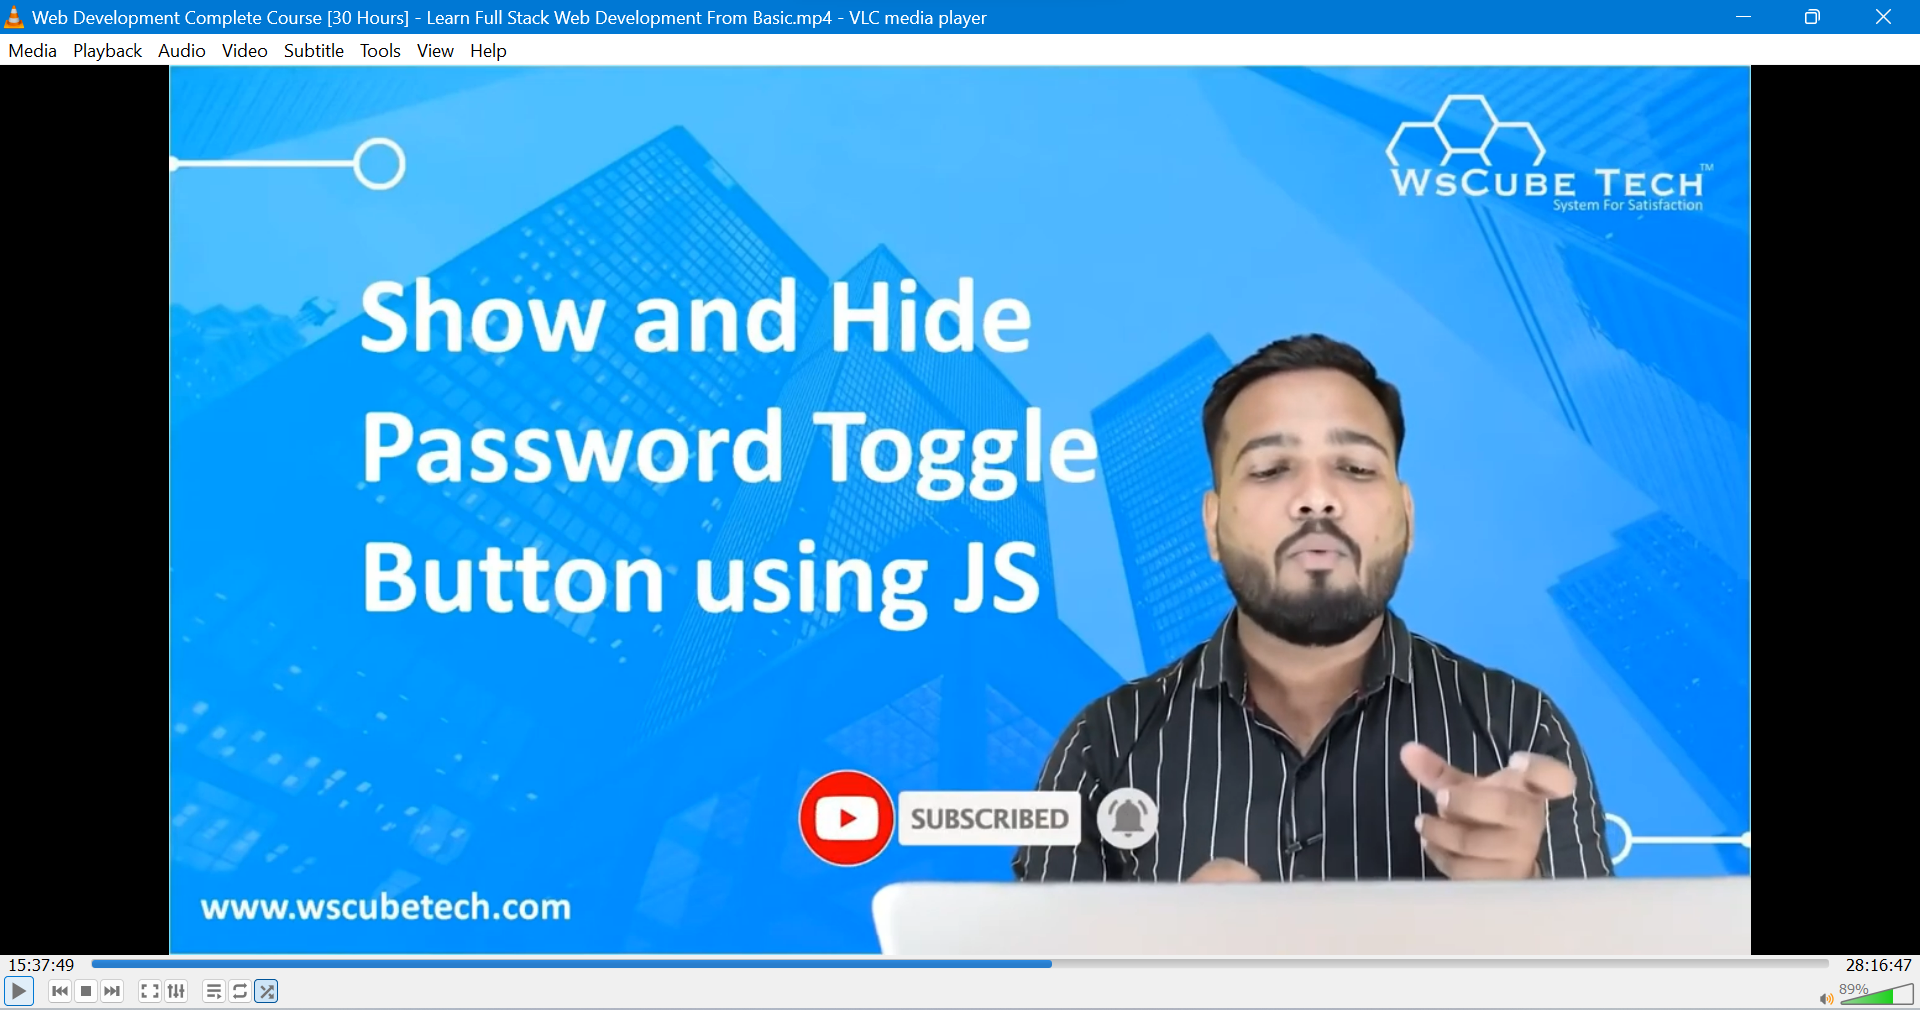 Web Development Complete Course [30 Hours] - Learn Full Stack Web Development From Basic.mp4 - VLC media player
Media Playback Audio Video Subtitle Tools View Help
WSCUBE TECH™
System For Satisfaction
Show and Hide
Password Toggle
Button using JS
SUBSCRIBED
www.wscubetech.com
15:37:49
28:16:47
89%